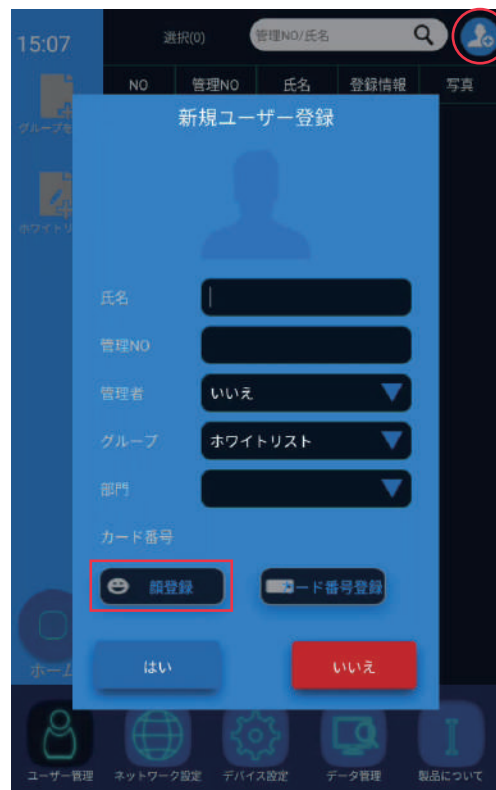 15:07
選択(0)
管理NO/氏名
NO 管理NO 氏名 登録情報 写真
グループを
ホワイトリ
新規ユーザー登録
氏名
管理NO
管理者 いいえ
グループ ホワイトリスト
部門
カード番号
顔登録
ード番号登録
はい
いいえ
ホーム
ユーザー管理 ネットワーク設定 デバイス設定 データ管理 製品について